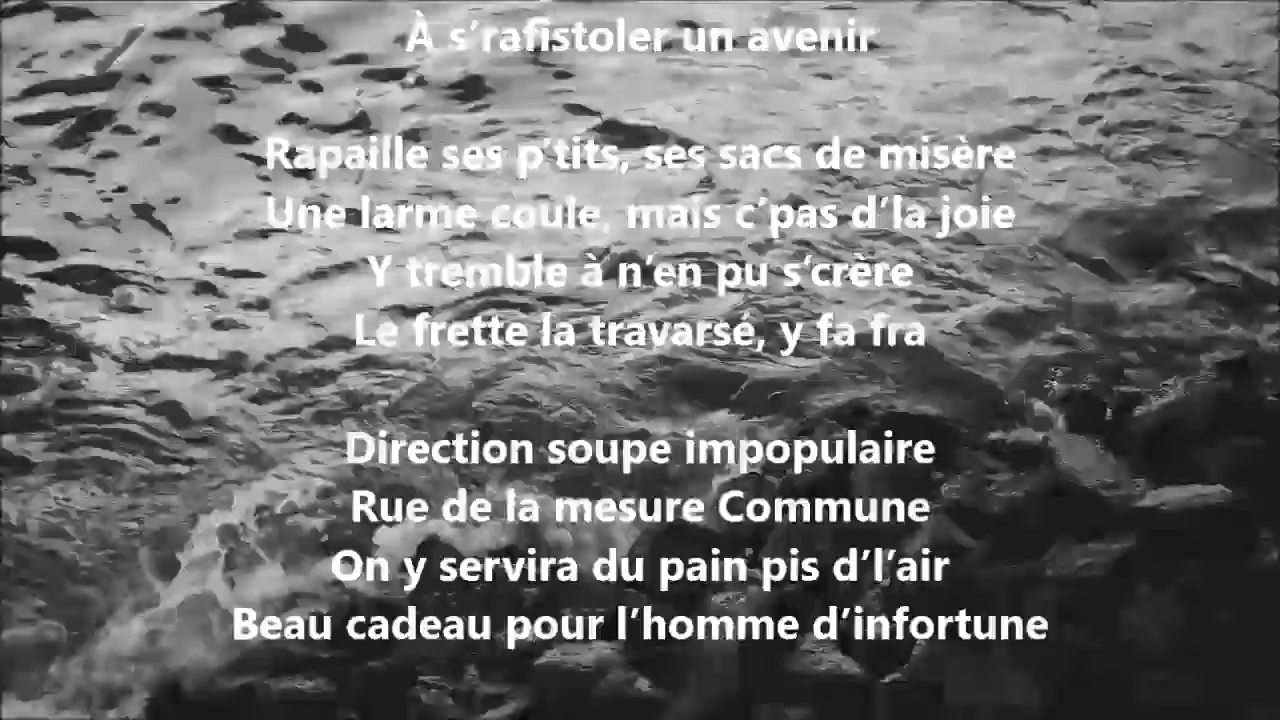 À s’rafistoler un avenir
Rapaille ses p’tits, ses sacs de misère
Une larme coule, mais c’pas d’la joie
Y tremble à n’en pu s’crère
Le frette la travarsé, y fa fra
Direction soupe impopulaire
Rue de la mesure Commune
On y servira du pain pis d’l’air
Beau cadeau pour l’homme d’infortune